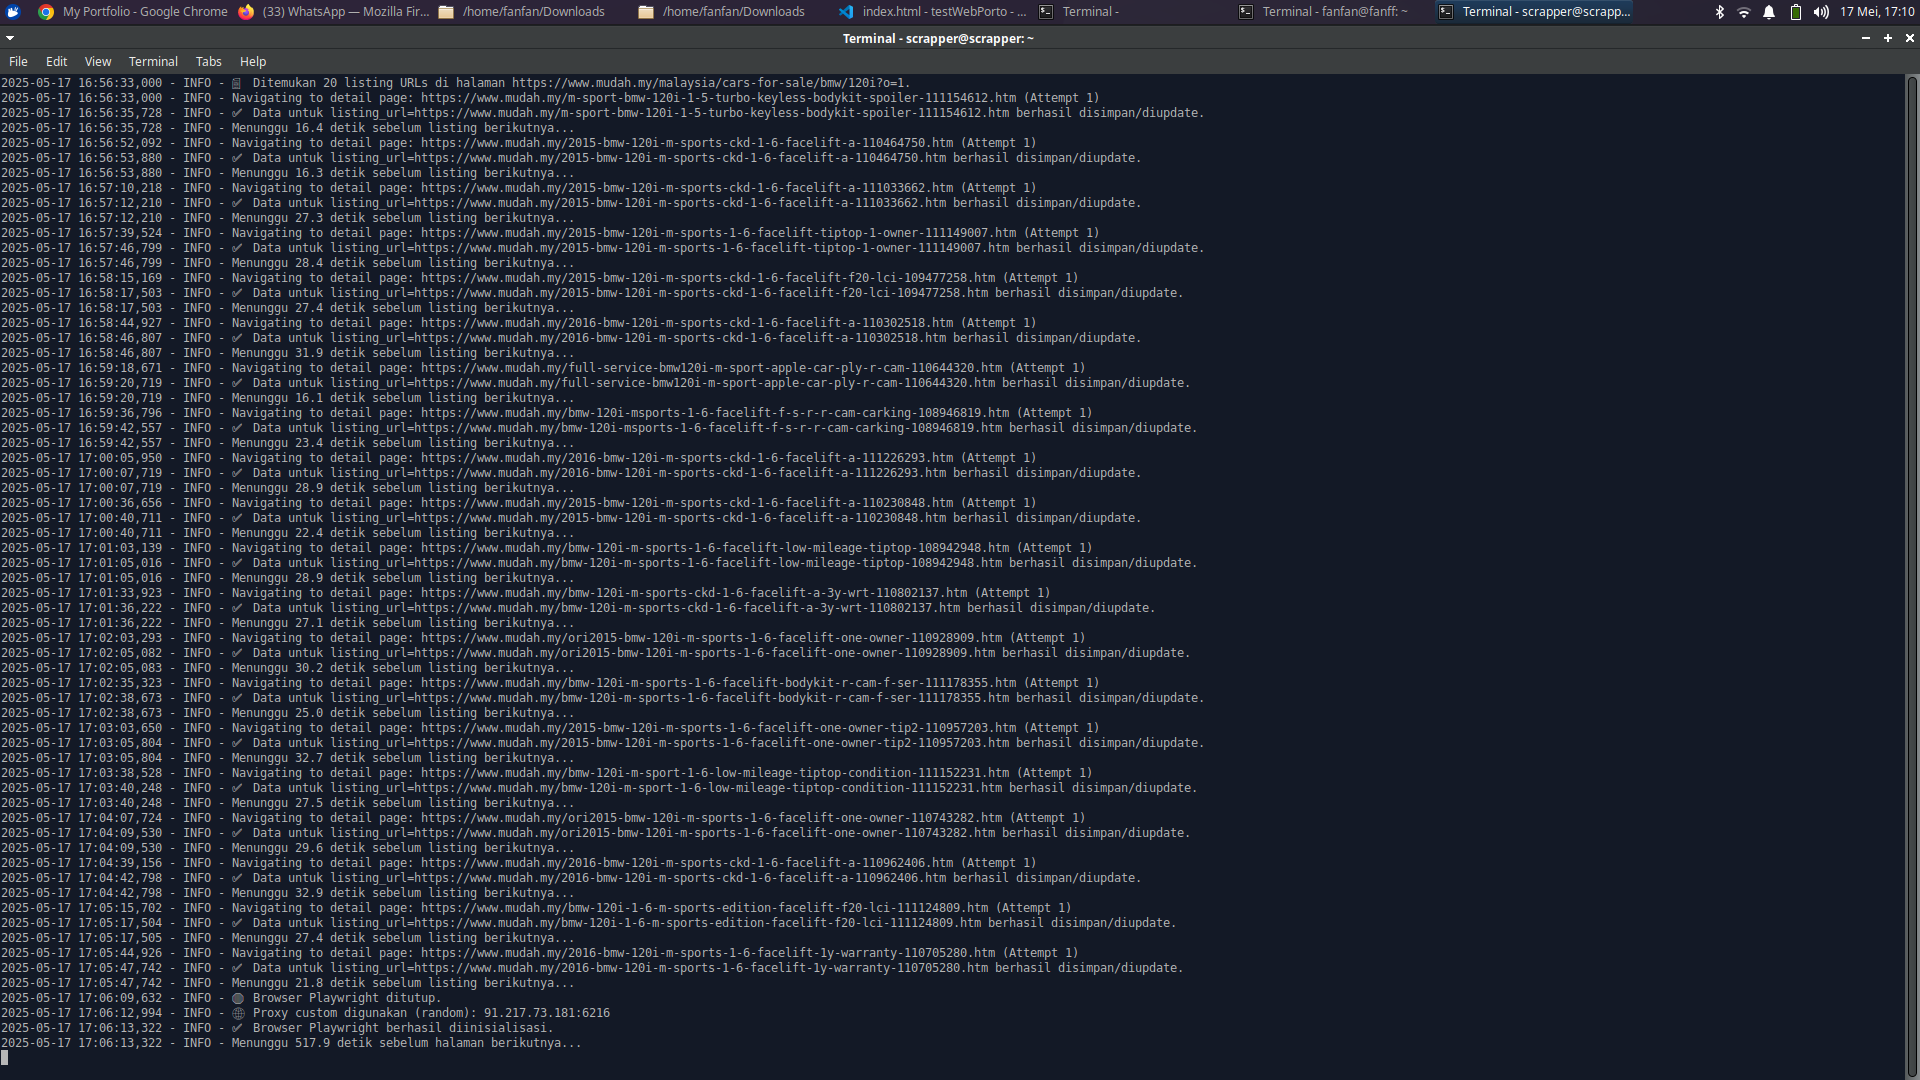 My Portfolio - Google Chrome
(33) WhatsApp — Mozilla Fir...
/home/fanfan/Downloads
/home/fanfan/Downloads
index.html - testWebPorto - ...
Terminal -
Terminal - fanfan@fanff: ~
Terminal - scrapper@scrapp...
17 Mei, 17:10
Terminal - scrapper@scrapper: ~
File Edit View Terminal Tabs Help
2025-05-17 16:56:33,000 - INFO - Ditemukan 20 listing URLs di halaman https://www.mudah.my/malaysia/cars-for-sale/bmw/120i?o=1.
2025-05-17 16:56:33,000 - INFO - Navigating to detail page: https://www.mudah.my/m-sport-bmw-120i-1-5-turbo-keyless-bodykit-spoiler-111154612.htm (Attempt 1)
2025-05-17 16:56:35,728 - INFO - ✅ Data untuk listing_url=https://www.mudah.my/m-sport-bmw-120i-1-5-turbo-keyless-bodykit-spoiler-111154612.htm berhasil disimpan/diupdate.
2025-05-17 16:56:35,728 - INFO - Menunggu 16.4 detik sebelum listing berikutnya...
2025-05-17 16:56:52,092 - INFO - Navigating to detail page: https://www.mudah.my/2015-bmw-120i-m-sports-ckd-1-6-facelift-a-110464750.htm (Attempt 1)
2025-05-17 16:56:53,880 - INFO - ✅ Data untuk listing_url=https://www.mudah.my/2015-bmw-120i-m-sports-ckd-1-6-facelift-a-110464750.htm berhasil disimpan/diupdate.
2025-05-17 16:56:53,880 - INFO - Menunggu 16.3 detik sebelum listing berikutnya...
2025-05-17 16:57:10,218 - INFO - Navigating to detail page: https://www.mudah.my/2015-bmw-120i-m-sports-ckd-1-6-facelift-a-111033662.htm (Attempt 1)
2025-05-17 16:57:12,210 - INFO - ✅ Data untuk listing_url=https://www.mudah.my/2015-bmw-120i-m-sports-ckd-1-6-facelift-a-111033662.htm berhasil disimpan/diupdate.
2025-05-17 16:57:12,210 - INFO - Menunggu 27.3 detik sebelum listing berikutnya...
2025-05-17 16:57:39,524 - INFO - Navigating to detail page: https://www.mudah.my/2015-bmw-120i-m-sports-1-6-facelift-tiptop-1-owner-111149007.htm (Attempt 1)
2025-05-17 16:57:46,799 - INFO - ✅ Data untuk listing_url=https://www.mudah.my/2015-bmw-120i-m-sports-1-6-facelift-tiptop-1-owner-111149007.htm berhasil disimpan/diupdate.
2025-05-17 16:57:46,799 - INFO - Menunggu 28.4 detik sebelum listing berikutnya...
2025-05-17 16:58:15,169 - INFO - Navigating to detail page: https://www.mudah.my/2015-bmw-120i-m-sports-ckd-1-6-facelift-f20-lci-109477258.htm (Attempt 1)
2025-05-17 16:58:17,503 - INFO - ✅ Data untuk listing_url=https://www.mudah.my/2015-bmw-120i-m-sports-ckd-1-6-facelift-f20-lci-109477258.htm berhasil disimpan/diupdate.
2025-05-17 16:58:17,503 - INFO - Menunggu 27.4 detik sebelum listing berikutnya...
2025-05-17 16:58:44,927 - INFO - Navigating to detail page: https://www.mudah.my/2016-bmw-120i-m-sports-ckd-1-6-facelift-a-110302518.htm (Attempt 1)
2025-05-17 16:58:46,807 - INFO - ✅ Data untuk listing_url=https://www.mudah.my/2016-bmw-120i-m-sports-ckd-1-6-facelift-a-110302518.htm berhasil disimpan/diupdate.
2025-05-17 16:58:46,807 - INFO - Menunggu 31.9 detik sebelum listing berikutnya...
2025-05-17 16:59:18,671 - INFO - Navigating to detail page: https://www.mudah.my/full-service-bmw120i-m-sport-apple-car-ply-r-cam-110644320.htm (Attempt 1)
2025-05-17 16:59:20,719 - INFO - ✅ Data untuk listing_url=https://www.mudah.my/full-service-bmw120i-m-sport-apple-car-ply-r-cam-110644320.htm berhasil disimpan/diupdate.
2025-05-17 16:59:20,719 - INFO - Menunggu 16.1 detik sebelum listing berikutnya...
2025-05-17 16:59:36,796 - INFO - Navigating to detail page: https://www.mudah.my/bmw-120i-msports-1-6-facelift-f-s-r-r-cam-carking-108946819.htm (Attempt 1)
2025-05-17 16:59:42,557 - INFO - ✅ Data untuk listing_url=https://www.mudah.my/bmw-120i-msports-1-6-facelift-f-s-r-r-cam-carking-108946819.htm berhasil disimpan/diupdate.
2025-05-17 16:59:42,557 - INFO - Menunggu 23.4 detik sebelum listing berikutnya...
2025-05-17 17:00:05,950 - INFO - Navigating to detail page: https://www.mudah.my/2016-bmw-120i-m-sports-ckd-1-6-facelift-a-111226293.htm (Attempt 1)
2025-05-17 17:00:07,719 - INFO - ✅ Data untuk listing_url=https://www.mudah.my/2016-bmw-120i-m-sports-ckd-1-6-facelift-a-111226293.htm berhasil disimpan/diupdate.
2025-05-17 17:00:07,719 - INFO - Menunggu 28.9 detik sebelum listing berikutnya...
2025-05-17 17:00:36,656 - INFO - Navigating to detail page: https://www.mudah.my/2015-bmw-120i-m-sports-ckd-1-6-facelift-a-110230848.htm (Attempt 1)
2025-05-17 17:00:40,711 - INFO - ✅ Data untuk listing_url=https://www.mudah.my/2015-bmw-120i-m-sports-ckd-1-6-facelift-a-110230848.htm berhasil disimpan/diupdate.
2025-05-17 17:00:40,711 - INFO - Menunggu 22.4 detik sebelum listing berikutnya...
2025-05-17 17:01:03,139 - INFO - Navigating to detail page: https://www.mudah.my/bmw-120i-m-sports-1-6-facelift-low-mileage-tiptop-108942948.htm (Attempt 1)
2025-05-17 17:01:05,016 - INFO - ✅ Data untuk listing_url=https://www.mudah.my/bmw-120i-m-sports-1-6-facelift-low-mileage-tiptop-108942948.htm berhasil disimpan/diupdate.
2025-05-17 17:01:05,016 - INFO - Menunggu 28.9 detik sebelum listing berikutnya...
2025-05-17 17:01:33,923 - INFO - Navigating to detail page: https://www.mudah.my/bmw-120i-m-sports-ckd-1-6-facelift-a-3y-wrt-110802137.htm (Attempt 1)
2025-05-17 17:01:36,222 - INFO - ✅ Data untuk listing_url=https://www.mudah.my/bmw-120i-m-sports-ckd-1-6-facelift-a-3y-wrt-110802137.htm berhasil disimpan/diupdate.
2025-05-17 17:01:36,222 - INFO - Menunggu 27.1 detik sebelum listing berikutnya...
2025-05-17 17:02:03,293 - INFO - Navigating to detail page: https://www.mudah.my/ori2015-bmw-120i-m-sports-1-6-facelift-one-owner-110928909.htm (Attempt 1)
2025-05-17 17:02:05,082 - INFO - ✅ Data untuk listing_url=https://www.mudah.my/ori2015-bmw-120i-m-sports-1-6-facelift-one-owner-110928909.htm berhasil disimpan/diupdate.
2025-05-17 17:02:05,083 - INFO - Menunggu 30.2 detik sebelum listing berikutnya...
2025-05-17 17:02:35,323 - INFO - Navigating to detail page: https://www.mudah.my/bmw-120i-m-sports-1-6-facelift-bodykit-r-cam-f-ser-111178355.htm (Attempt 1)
2025-05-17 17:02:38,673 - INFO - ✅ Data untuk listing_url=https://www.mudah.my/bmw-120i-m-sports-1-6-facelift-bodykit-r-cam-f-ser-111178355.htm berhasil disimpan/diupdate.
2025-05-17 17:02:38,673 - INFO - Menunggu 25.0 detik sebelum listing berikutnya...
2025-05-17 17:03:03,650 - INFO - Navigating to detail page: https://www.mudah.my/2015-bmw-120i-m-sports-1-6-facelift-one-owner-tip2-110957203.htm (Attempt 1)
2025-05-17 17:03:05,804 - INFO - ✅ Data untuk listing_url=https://www.mudah.my/2015-bmw-120i-m-sports-1-6-facelift-one-owner-tip2-110957203.htm berhasil disimpan/diupdate.
2025-05-17 17:03:05,804 - INFO - Menunggu 32.7 detik sebelum listing berikutnya...
2025-05-17 17:03:38,528 - INFO - Navigating to detail page: https://www.mudah.my/bmw-120i-m-sport-1-6-low-mileage-tiptop-condition-111152231.htm (Attempt 1)
2025-05-17 17:03:40,248 - INFO - ✅ Data untuk listing_url=https://www.mudah.my/bmw-120i-m-sport-1-6-low-mileage-tiptop-condition-111152231.htm berhasil disimpan/diupdate.
2025-05-17 17:03:40,248 - INFO - Menunggu 27.5 detik sebelum listing berikutnya...
2025-05-17 17:04:07,724 - INFO - Navigating to detail page: https://www.mudah.my/ori2015-bmw-120i-m-sports-1-6-facelift-one-owner-110743282.htm (Attempt 1)
2025-05-17 17:04:09,530 - INFO - ✅ Data untuk listing_url=https://www.mudah.my/ori2015-bmw-120i-m-sports-1-6-facelift-one-owner-110743282.htm berhasil disimpan/diupdate.
2025-05-17 17:04:09,530 - INFO - Menunggu 29.6 detik sebelum listing berikutnya...
2025-05-17 17:04:39,156 - INFO - Navigating to detail page: https://www.mudah.my/2016-bmw-120i-m-sports-ckd-1-6-facelift-a-110962406.htm (Attempt 1)
2025-05-17 17:04:42,798 - INFO - ✅ Data untuk listing_url=https://www.mudah.my/2016-bmw-120i-m-sports-ckd-1-6-facelift-a-110962406.htm berhasil disimpan/diupdate.
2025-05-17 17:04:42,798 - INFO - Menunggu 32.9 detik sebelum listing berikutnya...
2025-05-17 17:05:15,702 - INFO - Navigating to detail page: https://www.mudah.my/bmw-120i-1-6-m-sports-edition-facelift-f20-lci-111124809.htm (Attempt 1)
2025-05-17 17:05:17,504 - INFO - ✅ Data untuk listing_url=https://www.mudah.my/bmw-120i-1-6-m-sports-edition-facelift-f20-lci-111124809.htm berhasil disimpan/diupdate.
2025-05-17 17:05:17,505 - INFO - Menunggu 27.4 detik sebelum listing berikutnya...
2025-05-17 17:05:44,926 - INFO - Navigating to detail page: https://www.mudah.my/2016-bmw-120i-m-sports-1-6-facelift-1y-warranty-110705280.htm (Attempt 1)
2025-05-17 17:05:47,742 - INFO - ✅ Data untuk listing_url=https://www.mudah.my/2016-bmw-120i-m-sports-1-6-facelift-1y-warranty-110705280.htm berhasil disimpan/diupdate.
2025-05-17 17:05:47,742 - INFO - Menunggu 21.8 detik sebelum listing berikutnya...
2025-05-17 17:06:09,632 - INFO - Browser Playwright ditutup.
2025-05-17 17:06:12,994 - INFO - 🌐 Proxy custom digunakan (random): 91.217.73.181:6216
2025-05-17 17:06:13,322 - INFO - ✅ Browser Playwright berhasil diinisialisasi.
2025-05-17 17:06:13,322 - INFO - Menunggu 517.9 detik sebelum halaman berikutnya...